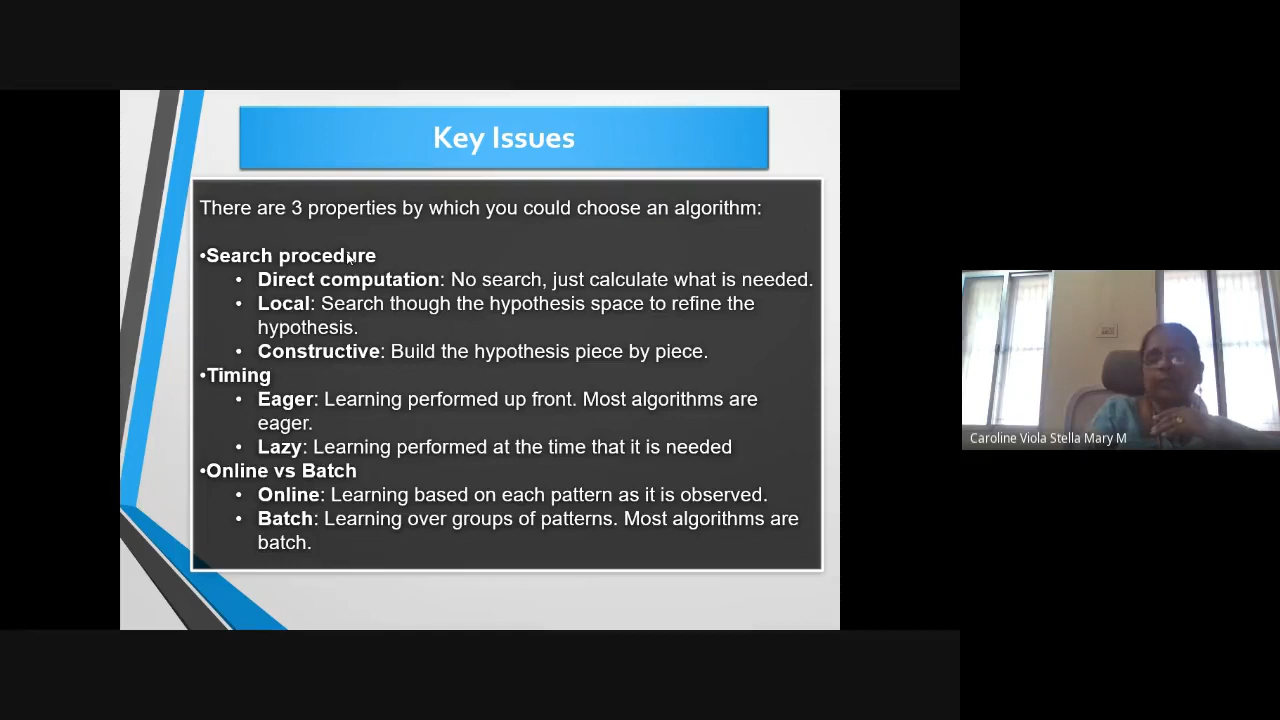 Key Issues
There are 3 properties by which you could choose an algorithm:
•Search procedure
• Direct computation: No search, just calculate what is needed.
• Local: Search though the hypothesis space to refine the
hypothesis.
• Constructive: Build the hypothesis piece by piece.
•Timing
• Eager: Learning performed up front. Most algorithms are
eager.
• Lazy: Learning performed at the time that it is needed
•Online vs Batch
• Online: Learning based on each pattern as it is observed.
• Batch: Learning over groups of patterns. Most algorithms are
batch.
Caroline Viola Stella Mary M